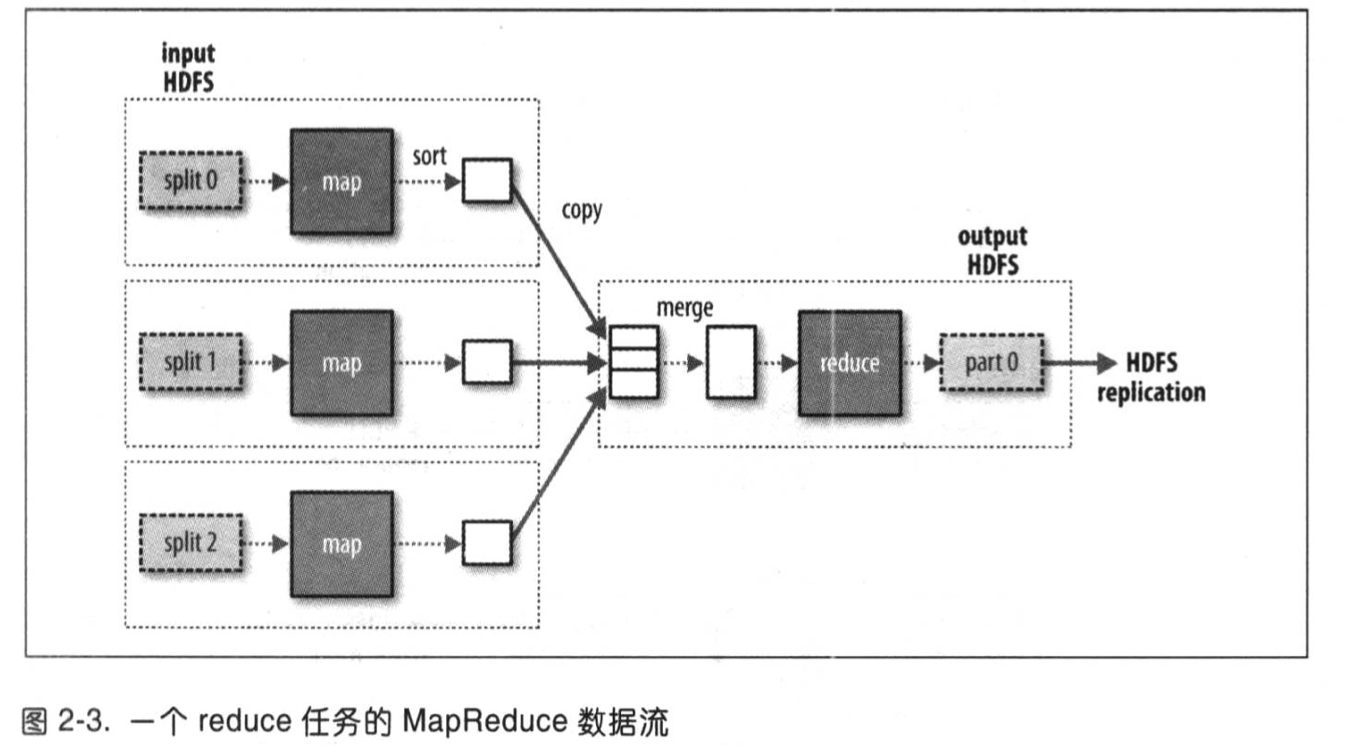 input
HDFS
split 0
map
sort
copy
split 1
map
split 2
map
output
HDFS
merge
reduce
part 0
HDFS
replication
图 2-3. 一个 reduce 任务的 MapReduce 数据流